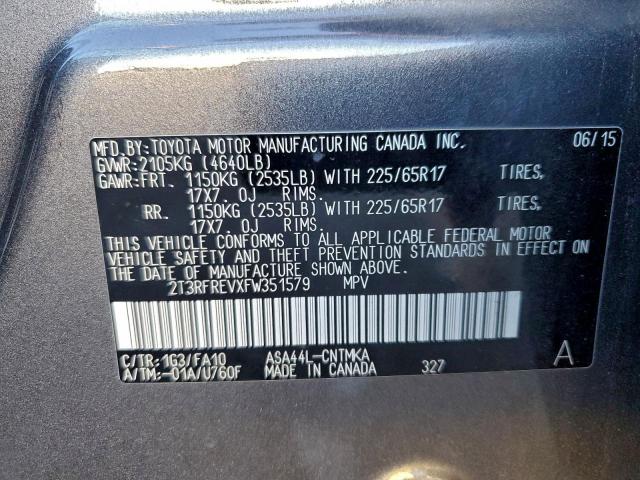 MFD.BY:TOYOTA MOTOR MANUFACTURING CANADA INC. 06/15
GVWR:2105KG (4640LB)
GAWR:FRT. 1150KG (2535LB) WITH 225/65R17 TIRES,
17X7.0J RIMS.
RR. 1150KG (2535LB) WITH 225/65R17 TIRES,
17X7.0J RIMS.
THIS VEHICLE CONFORMS TO ALL APPLICABLE FEDERAL MOTOR
VEHICLE SAFETY AND THEFT PREVENTION STANDARDS IN EFFECT ON
THE DATE OF MANUFACTURE SHOWN ABOVE.
2T3RFREVXFW351579 MPV
C/TR:1G3/FA10 ASA44L-CNTMKA A
A/TM:-01A/U760F MADE IN CANADA 327